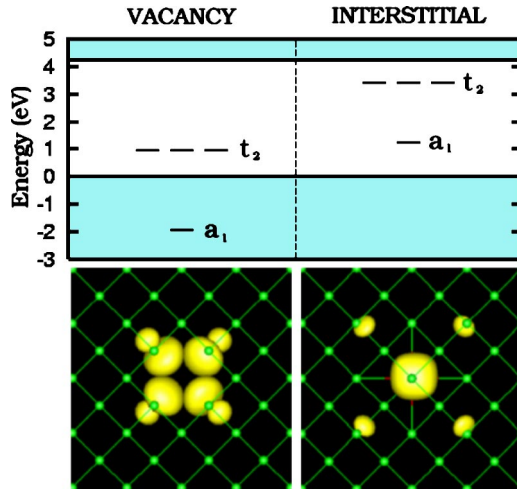 VACANCY INTERSTITIAL
5
4
3
2
1
0
-1
-2
-3
Energy (eV)
t₂
a₁
t₂
a₁